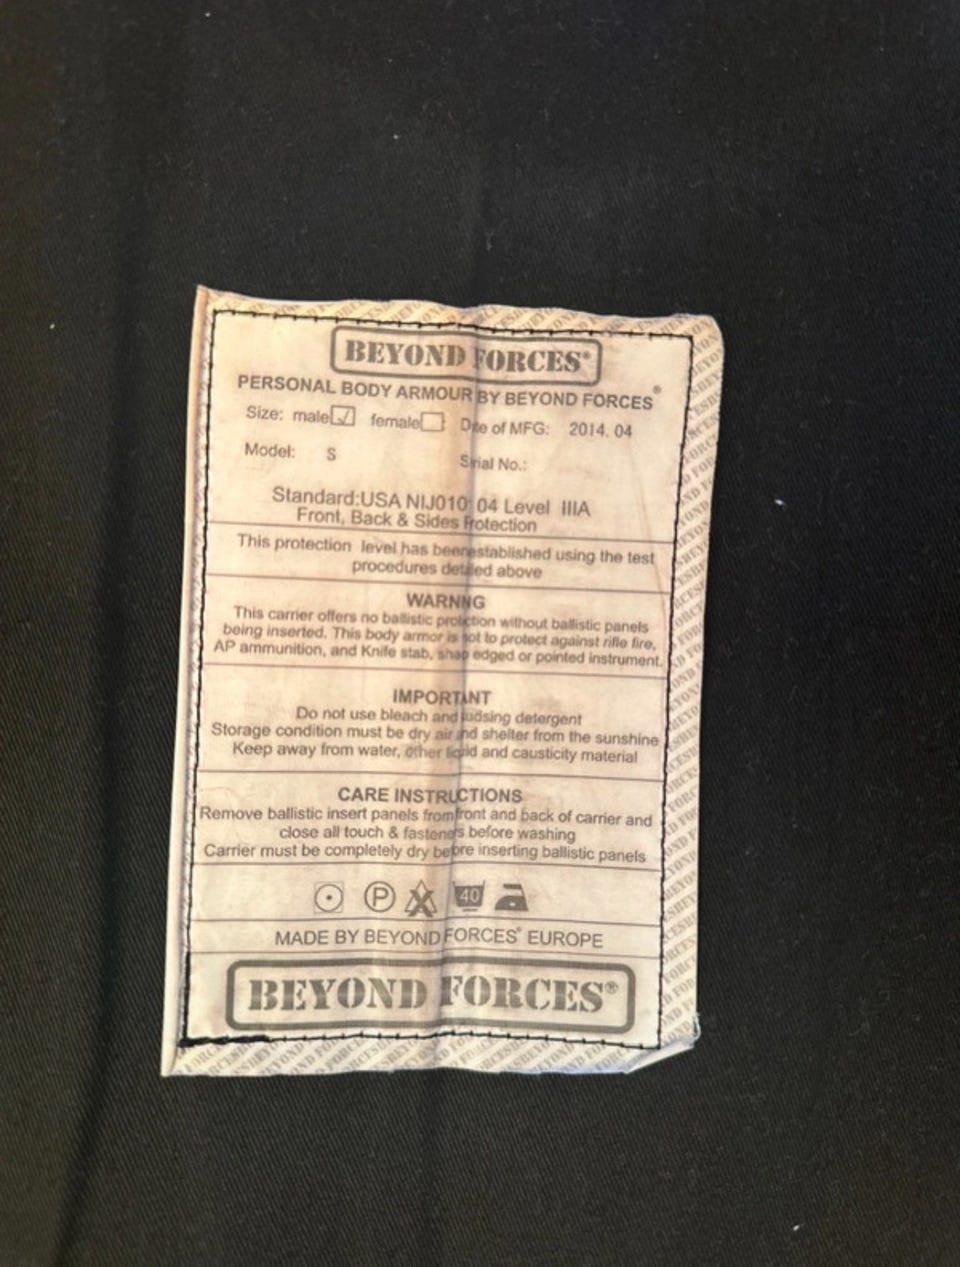 BEYOND FORCES®
PERSONAL BODY ARMOUR BY BEYOND FORCES®
Size: male☑ female☐ Date of MFG: 2014. 04
Model: S Serial No.:
Standard:USA NIJ010 04 Level IIIA
Front, Back & Sides Protection
This protection level has been established using the test
procedures detailed above
WARNNG
This carrier offers no ballistic protection without ballistic panels
being inserted. This body armor is not to protect against rifle fire,
AP ammunition, and Knife stab, edged or pointed instrument.
IMPORTANT
Do not use bleach and detergent
Storage condition must be dry air and shelter from the sunshine
Keep away from water, other liquid and causticity material
CARE INSTRUCTIONS
Remove ballistic insert panels from front and back of carrier and
close all touch & fasteners before washing
Carrier must be completely dry before inserting ballistic panels
P 40
MADE BY BEYOND FORCES® EUROPE
BEYOND FORCES®